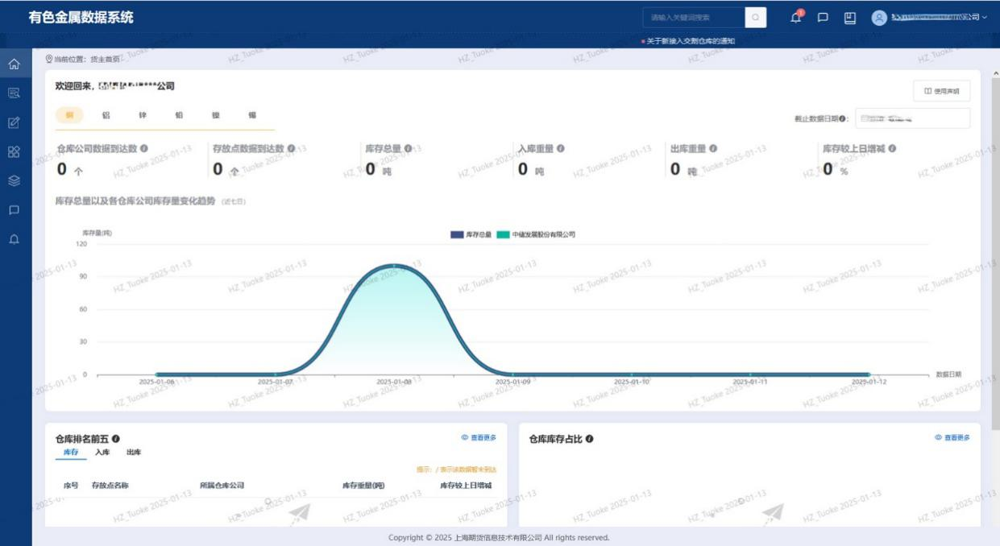 有色金属数据系统
请输入关键词搜索
1
公司
关于新接入交割仓库的通知
当前位置：货主首页
欢迎回来，****公司
使用声明
铜 铝 锌 铅 镍 锡
截止数据日期：
仓库公司数据到达数 存放点数据到达数 库存总量 入库重量 出库重量 库存较上日增减
0 个 0 个 0 吨 0 吨 0 吨 0 %
库存总量以及各仓库公司库存量变化趋势 (近七日)
库存量(吨)
库存总量 中储发展股份有限公司
120
90
60
30
0
数据日期
2025-01-06 2025-01-07 2025-01-08 2025-01-09 2025-01-10 2025-01-11 2025-01-12
仓库排名前五 查看更多
库存 入库 出库
提示：/ 表示该数据暂未到达
序号 存放点名称 所属仓库公司 库存重量(吨) 库存较上日增减
仓库库存占比 查看更多
HZ_Tuoke 2025-01-13
Copyright © 2025 上海期货信息技术有限公司 All rights reserved.